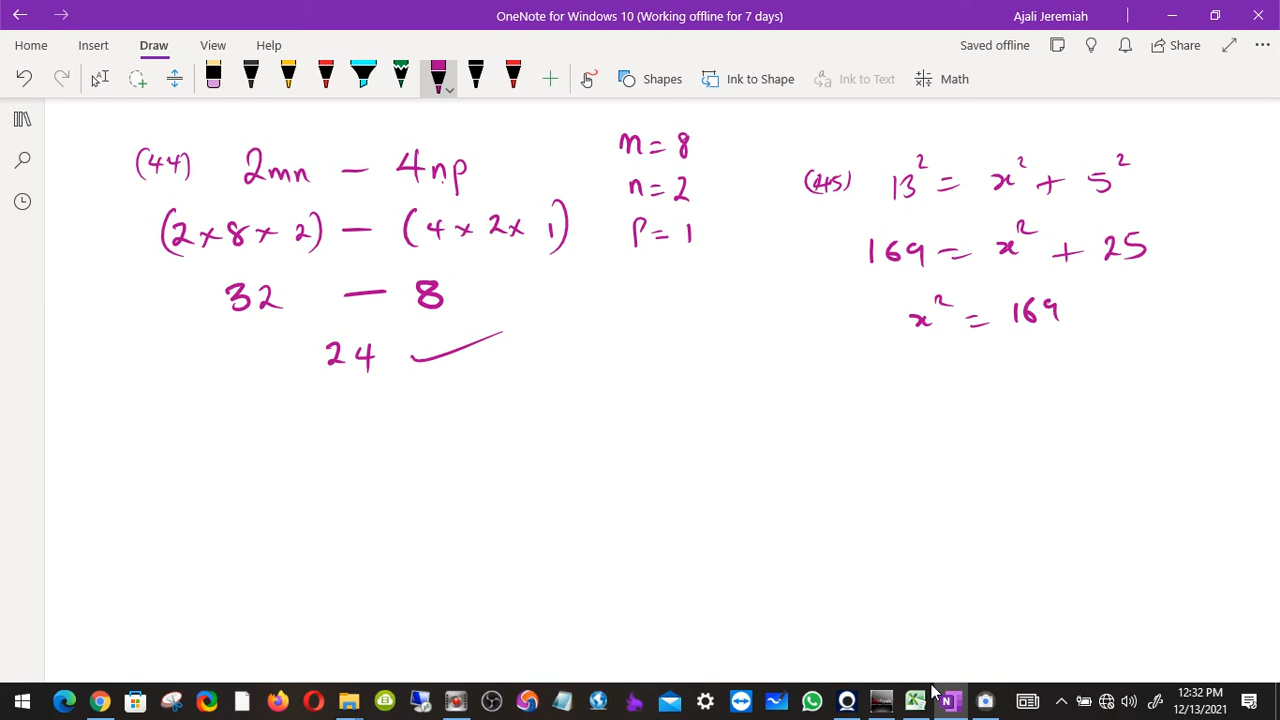 OneNote for Windows 10 (Working offline for 7 days)
Ajali Jeremiah
Home Insert Draw View Help
Saved offline
Share
Shapes
Ink to Shape
Ink to Text
Math
(44) 2mn - 4np
(2 × 8 × 2) - (4 × 2 × 1)
32 - 8
24 ✓
m = 8
n = 2
P = 1
(45) 13² = x² + 5²
169 = x² + 25
x² = 169
12:32 PM
12/13/2021